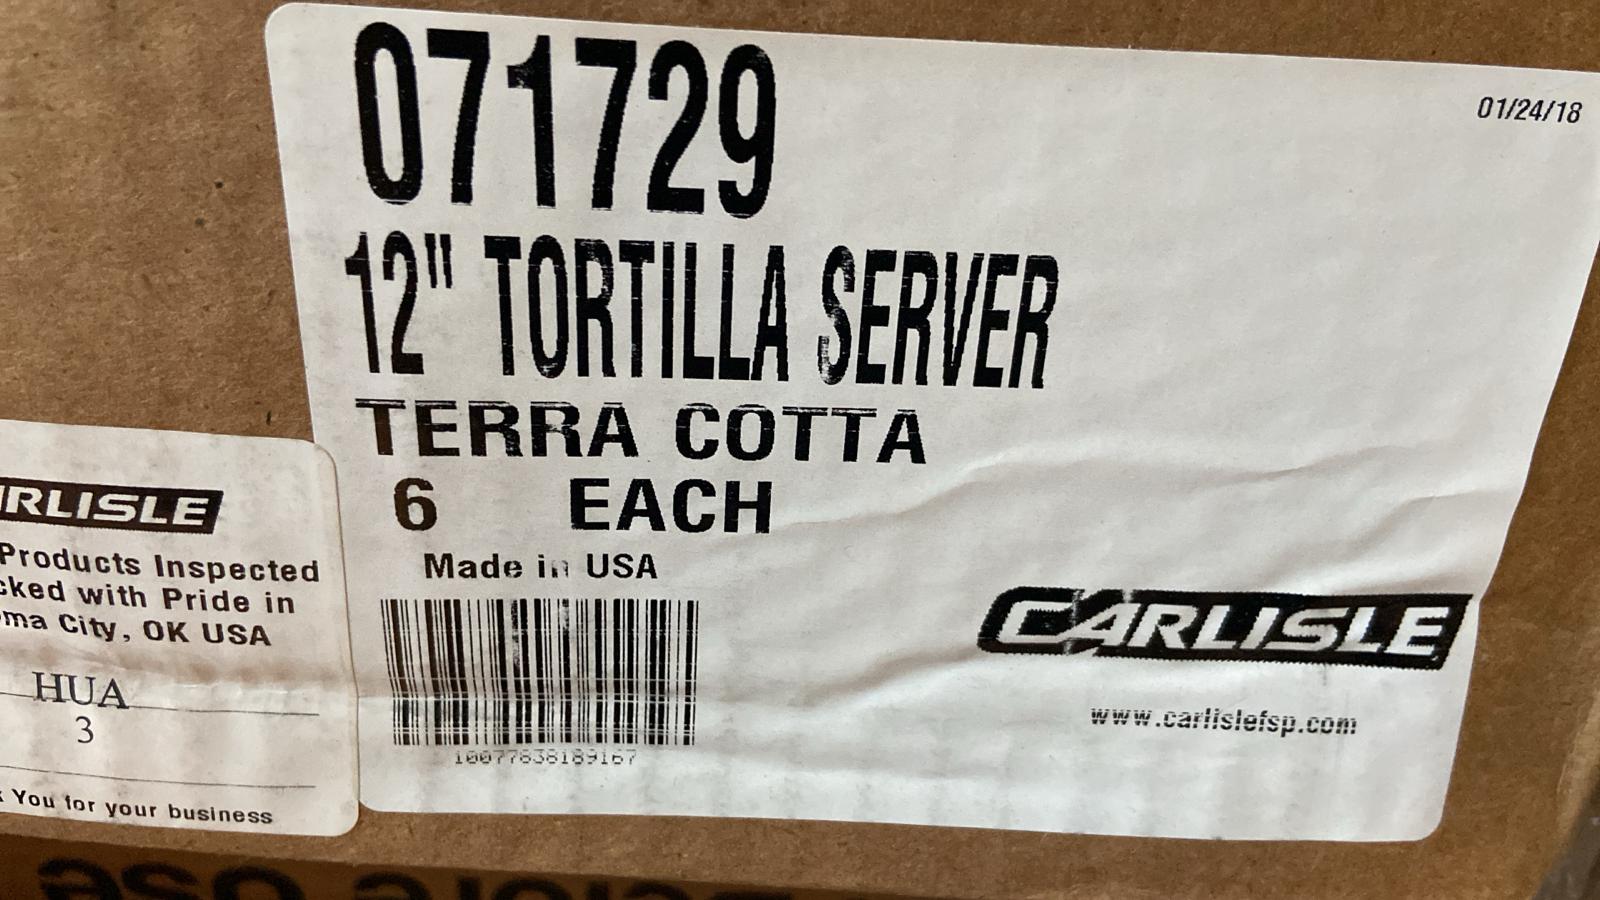 071729
01/24/18
12" TORTILLA SERVER
TERRA COTTA
6 EACH
Made in USA
10077838189167
CARLISLE
www.carlislefsp.com
RLISLE
Products Inspected
cked with Pride in
ma City, OK USA
HUA
3
You for your business